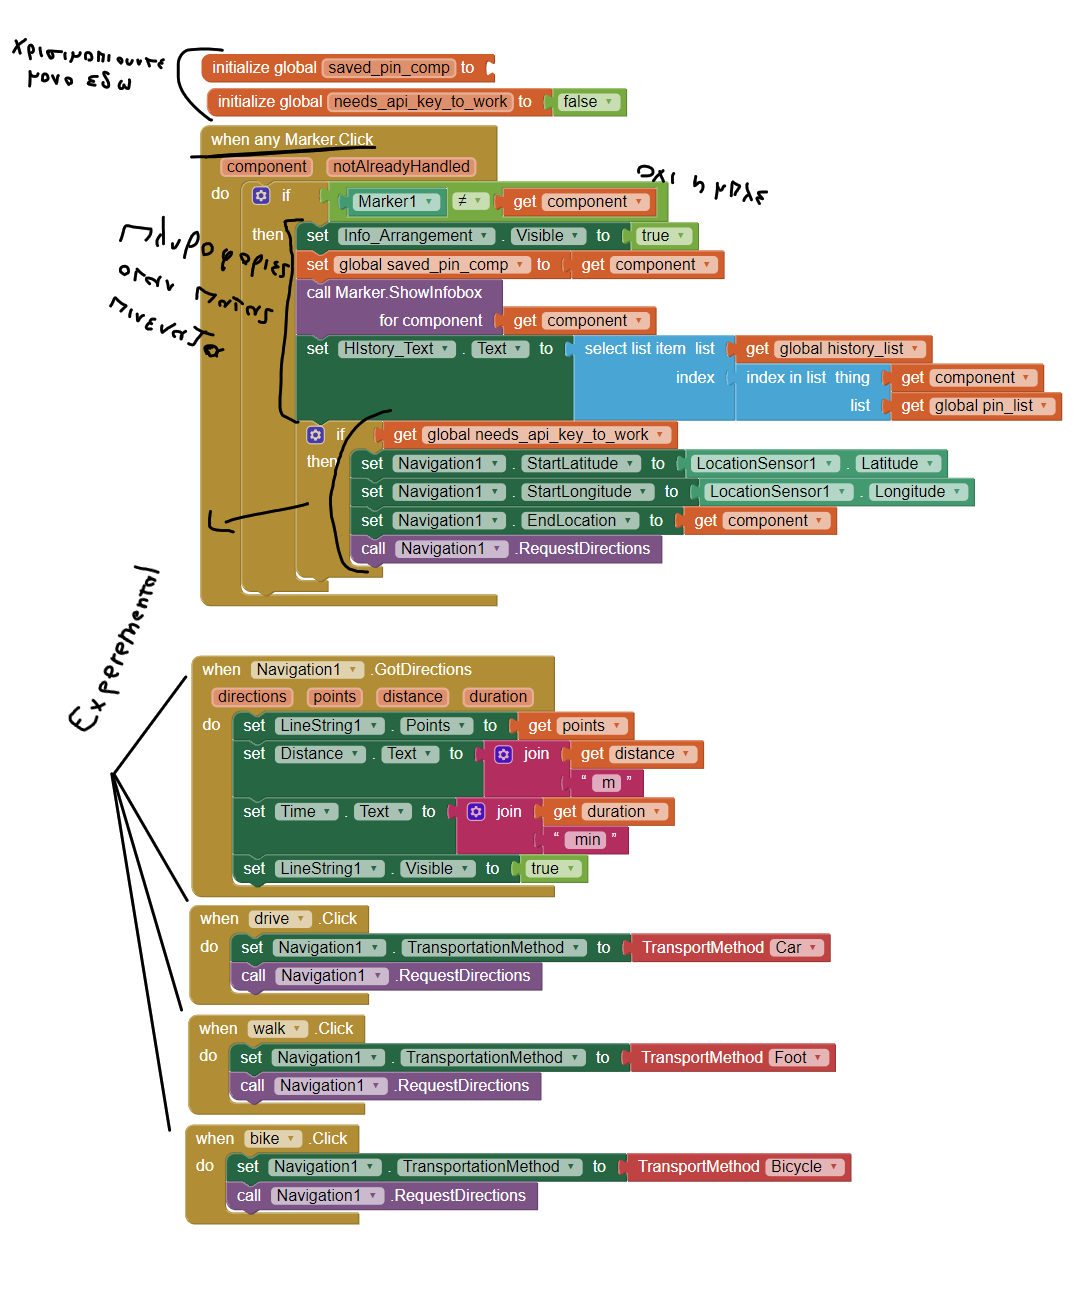 χρισιμοποιουντε
μονο εδω
initialize global saved_pin_comp to
initialize global needs_api_key_to_work to false
when any Marker.Click
component notAlreadyHandled
οχι η μπλε
do if Marker1 ≠ get component
then set Info_Arrangement . Visible to true
πληροφοριες
οταν πατας
πινενατα
set global saved_pin_comp to get component
call Marker.ShowInfobox
for component get component
set HIstory_Text . Text to select list item list get global history_list
index index in list thing get component
list get global pin_list
if get global needs_api_key_to_work
then set Navigation1 . StartLatitude to LocationSensor1 . Latitude
set Navigation1 . StartLongitude to LocationSensor1 . Longitude
set Navigation1 . EndLocation to get component
call Navigation1 .RequestDirections
Experemental
when Navigation1 .GotDirections
directions points distance duration
do set LineString1 . Points to get points
set Distance . Text to join get distance
“ m ”
set Time . Text to join get duration
“ min ”
set LineString1 . Visible to true
when drive .Click
do set Navigation1 . TransportationMethod to TransportMethod Car
call Navigation1 .RequestDirections
when walk .Click
do set Navigation1 . TransportationMethod to TransportMethod Foot
call Navigation1 .RequestDirections
when bike .Click
do set Navigation1 . TransportationMethod to TransportMethod Bicycle
call Navigation1 .RequestDirections